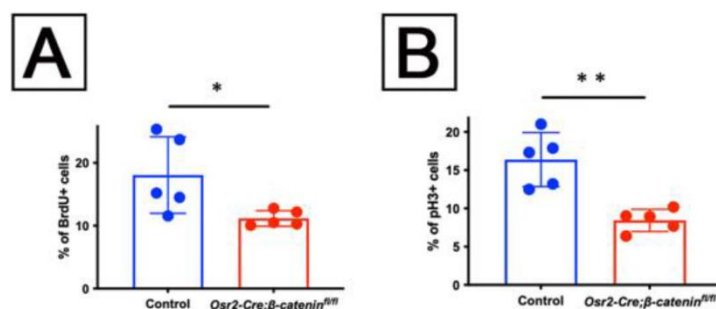 A
B
*
* *
% of BrdU+ cells
20
10
0
Control
Osr2-Cre;β-catenin^fl/fl
% of pH3+ cells
20
15
10
5
0
Control
Osr2-Cre;β-catenin^fl/fl